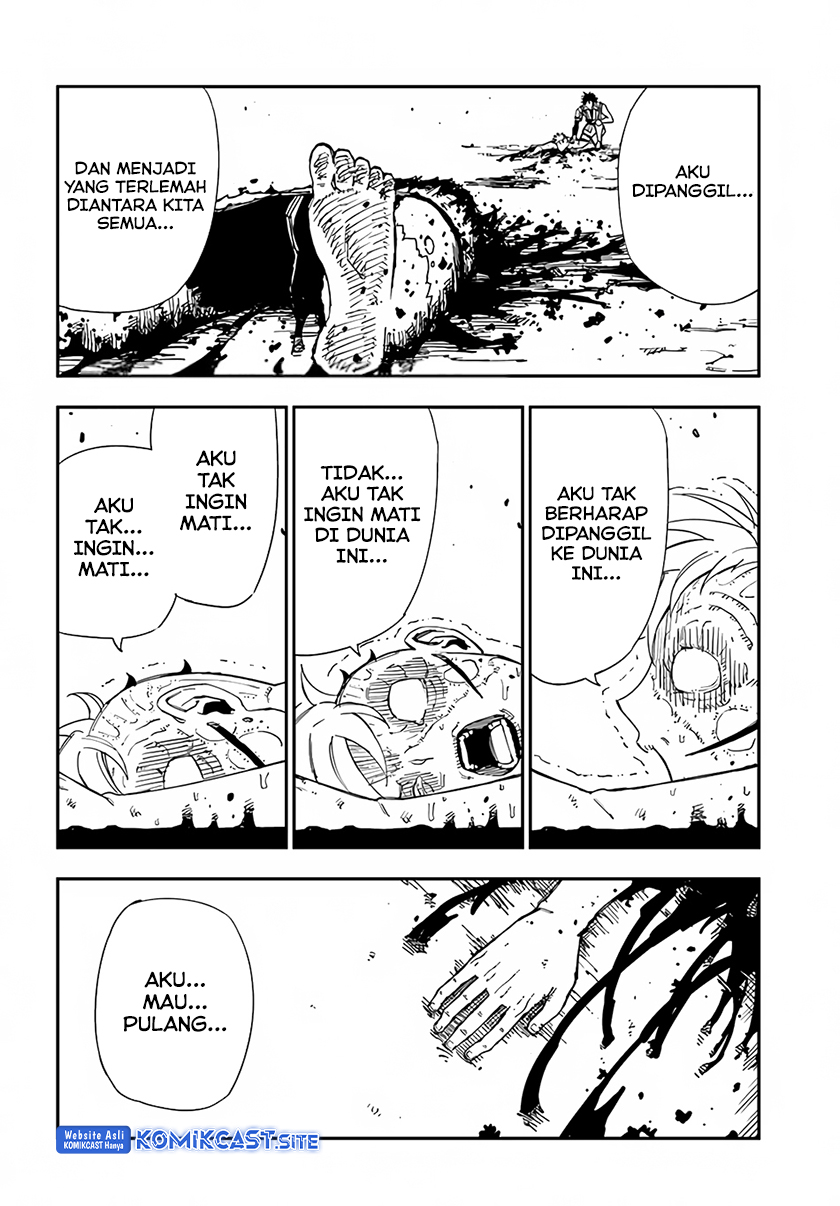 AKU
DIPANGGIL...
DAN MENJADI
YANG TERLEMAH
DIANTARA KITA
SEMUA...
AKU TAK
BERHARAP
DIPANGGIL
KE DUNIA
INI...
TIDAK...
AKU TAK
INGIN MATI
DI DUNIA
INI...
AKU
TAK
INGIN
MATI...
AKU
TAK...
INGIN...
MATI...
AKU...
MAU...
PULANG...
Website Asli
KOMIKCAST Hanya
KOMIKCAST.SITE